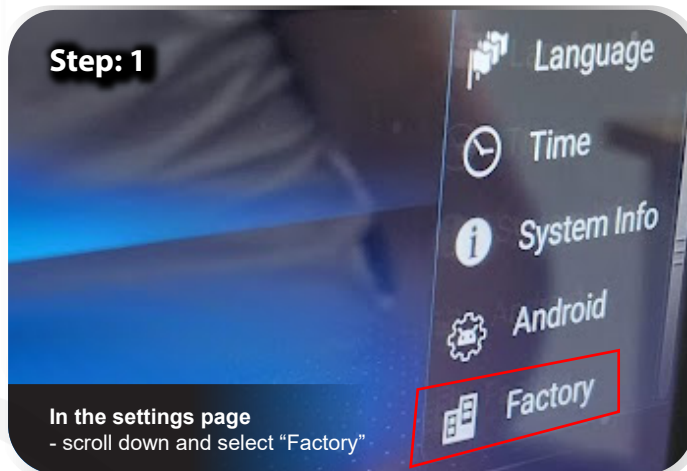 Step: 1
Language
Time
System Info
Android
Factory
In the settings page
- scroll down and select “Factory”